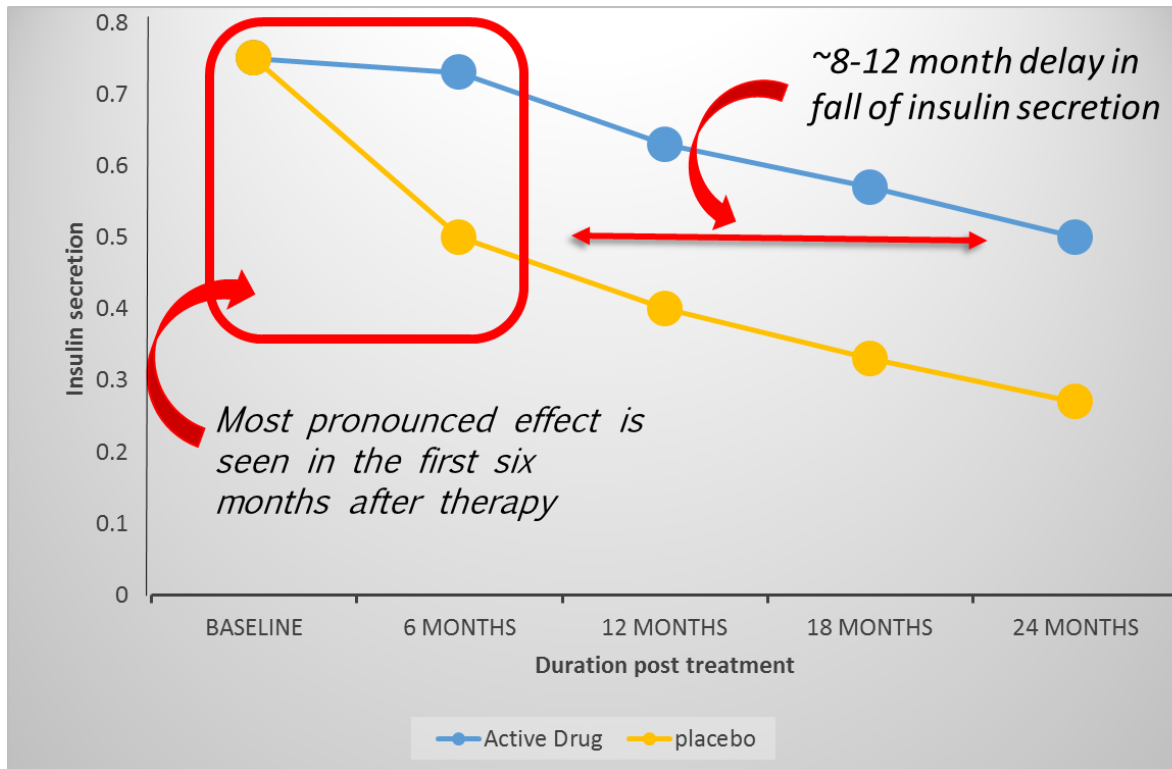 0.8
~8-12 month delay in
fall of insulin secretion
0.7
0.6
0.5
0.4
0.3
0.2
0.1
0
Insulin secretion
Most pronounced effect is
seen in the first six
months after therapy
BASELINE 6 MONTHS 12 MONTHS 18 MONTHS 24 MONTHS
Duration post treatment
Active Drug placebo